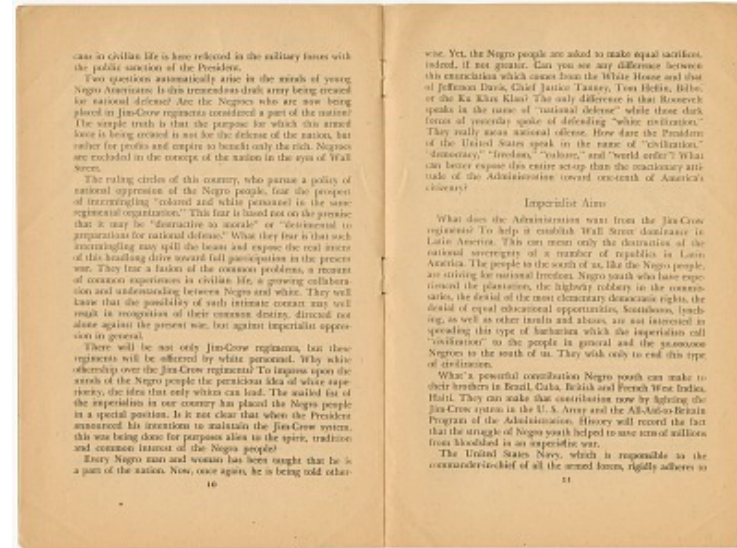 cans in civilian life is here reflected in the military forces with
the public sanction of the President.
Two questions automatically arise in the minds of young
Negro Americans: Is this tremendous draft army being created
for national defense? Are the Negroes who are now being
placed in Jim-Crow regiments considered a part of the nation?
The simple truth is that the purpose for which this armed
force is being created is not for the defense of the nation, but
rather for profits and empire to benefit only the rich. Negroes
are excluded in the concept of the nation in the eyes of Wall
Street.
The ruling circles of this country, who pursue a policy of
national oppression of the Negro people, fear the prospect
of intermingling "colored and white personnel in the same
regimental organization." This fear is based not on the premise
that it may be "destructive to morale" or "detrimental to
preparations for national defense." What they fear is that such
intermingling may spill the beans and expose the real intent
of this headlong drive toward full participation in the present
war. They fear a fusion of the common problems, a recount
of common experiences in civilian life, a growing collabora-
tion and understanding between Negro and white. They well
know that the possibility of such intimate contact may well
result in recognition of their common destiny, directed not
alone against the present war, but against imperialist oppres-
sion in general.
There will be not only Jim-Crow regiments, but these
regiments will be officered by white personnel. Why white
officership over the Jim-Crow regiments? To impress upon the
minds of the Negro people the pernicious idea of white supe-
riority, the idea that only whites can lead. The mailed fist of
the imperialists in our country has placed the Negro people
in a special position. Is it not clear that when the President
announced his intentions to maintain the Jim-Crow system,
this was being done for purposes alien to the spirit, tradition
and common interest of the Negro people?
Every Negro man and woman has been taught that he is
a part of the nation. Now, once again, he is being told other-
10
wise. Yet, the Negro people are asked to make equal sacrifices,
indeed, if not greater. Can you see any difference between
this enunciation which comes from the White House and that
of Jefferson Davis, Chief Justice Tanney, Tom Heflin, Bilbo,
or the Ku Klux Klan? The only difference is that Roosevelt
speaks in the name of "national defense" while those dark
forces of yesterday spoke of defending "white civilization."
They really mean national offense. How dare the President
of the United States speak in the name of "civilization,"
"democracy," "freedom," "culture," and "world order"? What
can better expose this entire set-up than the reactionary atti-
tude of the Administration toward one-tenth of America's
citizenry?
Imperialist Aims
What does the Administration want from the Jim-Crow
regiments? To help it establish Wall Street dominance in
Latin America. This can mean only the destruction of the
national sovereignty of a number of republics in Latin
America. The people to the south of us, like the Negro people,
are striving for national freedom. Negro youth who have expe-
rienced the plantation, the highway robbery in the commis-
saries, the denial of the most elementary democratic rights, the
denial of equal educational opportunities, Scottsboros, lynch-
ing, as well as other insults and abuses, are not interested in
spreading this type of barbarism which the imperialists call
"civilization" to the people in general and the
Negroes to the south of us. They wish only to end this type
of civilization.
What a powerful contribution Negro youth can make to
their brothers in Brazil, Cuba, British and French West Indies,
Haiti. They can make that contribution now by fighting the
Jim-Crow system in the U. S. Army and the All-Aid-to-Britain
Program of the Administration. History will record the fact
that the struggle of Negro youth helped to save tens of millions
from bloodshed in an imperialist war.
The United States Navy, which is responsible to the
commander-in-chief of all the armed forces, rigidly adheres to
11